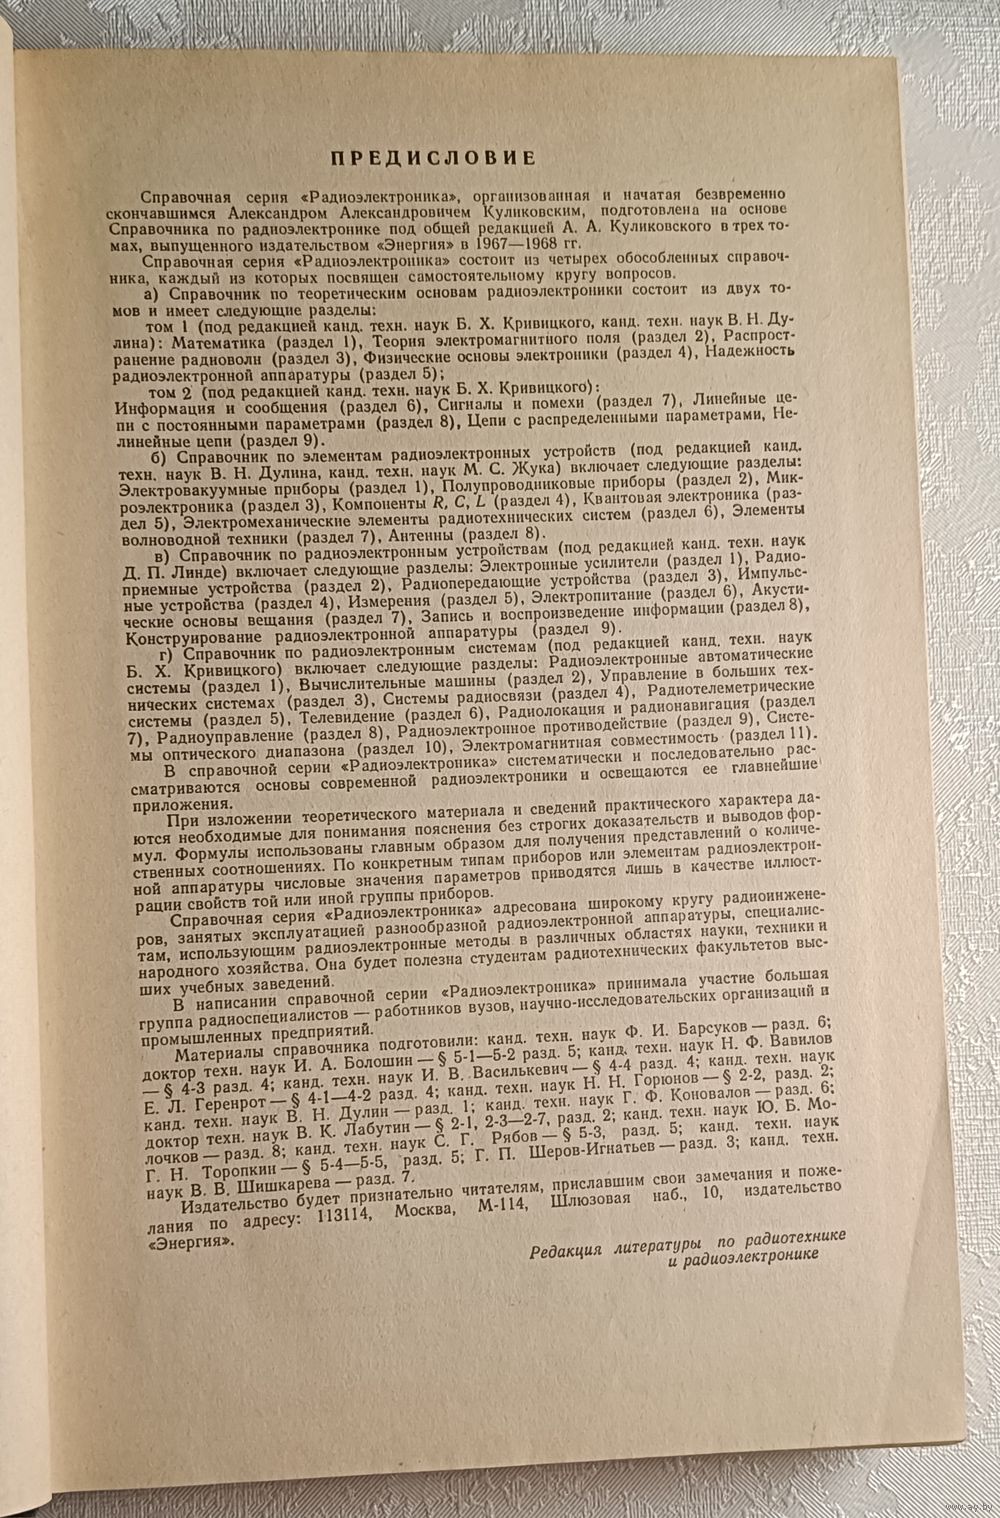 ПРЕДИСЛОВИЕ
Справочная серия «Радиоэлектроника», организованная и начатая безвременно
скончавшимся Александром Александровичем Куликовским, подготовлена на основе
Справочника по радиоэлектронике под общей редакцией А. А. Куликовского в трех то-
мах, выпущенного издательством «Энергия» в 1967—1968 гг.
Справочная серия «Радиоэлектроника» состоит из четырех обособленных справоч-
ника, каждый из которых посвящен самостоятельному кругу вопросов.
а) Справочник по теоретическим основам радиоэлектроники состоит из двух то-
мов и имеет следующие разделы:
том 1 (под редакцией канд. техн. наук Б. Х. Кривицкого, канд. техн. наук В. Н. Ду-
лина): Математика (раздел 1), Теория электромагнитного поля (раздел 2), Распрост-
ранение радиоволн (раздел 3), Физические основы электроники (раздел 4), Надежность
радиоэлектронной аппаратуры (раздел 5);
том 2 (под редакцией канд. техн. наук Б. Х. Кривицкого):
Информация и сообщения (раздел 6), Сигналы и помехи (раздел 7), Линейные це-
пи с постоянными параметрами (раздел 8), Цепи с распределенными параметрами, Не-
линейные цепи (раздел 9).
б) Справочник по элементам радиоэлектронных устройств (под редакцией канд.
техн. наук В. Н. Дулина, канд. техн. наук М. С. Жука) включает следующие разделы:
Электровакуумные приборы (раздел 1), Полупроводниковые приборы (раздел 2), Мик-
роэлектроника (раздел 3), Компоненты R, C, L (раздел 4), Квантовая электроника (раз-
дел 5), Электромеханические элементы радиотехнических систем (раздел 6), Элементы
волноводной техники (раздел 7), Антенны (раздел 8).
в) Справочник по радиоэлектронным устройствам (под редакцией канд. техн. наук
Д. П. Линде) включает следующие разделы: Электронные усилители (раздел 1), Радио-
приемные устройства (раздел 2), Радиопередающие устройства (раздел 3), Импульс-
ные устройства (раздел 4), Измерения (раздел 5), Электропитание (раздел 6), Акусти-
ческие основы вещания (раздел 7), Запись и воспроизведение информации (раздел 8),
Конструирование радиоэлектронной аппаратуры (раздел 9).
г) Справочник по радиоэлектронным системам (под редакцией канд. техн. наук
Б. Х. Кривицкого) включает следующие разделы: Радиоэлектронные автоматические
системы (раздел 1), Вычислительные машины (раздел 2), Управление в больших тех-
нических системах (раздел 3), Системы радиосвязи (раздел 4), Радиотелеметрические
системы (раздел 5), Телевидение (раздел 6), Радиолокация и радионавигация (раздел
7), Радиоуправление (раздел 8), Радиоэлектронное противодействие (раздел 9), Систе-
мы оптического диапазона (раздел 10), Электромагнитная совместимость (раздел 11).
В справочной серии «Радиоэлектроника» систематически и последовательно рас-
сматриваются основы современной радиоэлектроники и освещаются ее главнейшие
приложения.
При изложении теоретического материала и сведений практического характера да-
ются необходимые для понимания пояснения без строгих доказательств и выводов фор-
мул. Формулы использованы главным образом для получения представлений о количе-
ственных соотношениях. По конкретным типам приборов или элементам радиоэлектрон-
ной аппаратуры числовые значения параметров приводятся лишь в качестве иллюст-
рации свойств той или иной группы приборов.
Справочная серия «Радиоэлектроника» адресована широкому кругу радиоинжене-
ров, занятых эксплуатацией разнообразной радиоэлектронной аппаратуры, специалис-
там, использующим радиоэлектронные методы в различных областях науки, техники и
народного хозяйства. Она будет полезна студентам радиотехнических факультетов выс-
ших учебных заведений.
В написании справочной серии «Радиоэлектроника» принимала участие большая
группа радиоспециалистов — работников вузов, научно-исследовательских организаций и
промышленных предприятий.
Материалы справочника подготовили: канд. техн. наук Ф. И. Барсуков — разд. 6;
доктор техн. наук И. А. Болошин — § 5-1—5-2 разд. 5; канд. техн. наук Н. Ф. Вавилов
— § 4-3 разд. 4; канд. техн. наук И. В. Василькевич — § 4-4 разд. 4; канд. техн. наук
Е. Л. Геренрот — § 4-1—4-2 разд. 4; канд. техн. наук Н. Н. Горюнов — § 2-2, разд. 2;
канд. техн. наук В. Н. Дулин — разд. 1; канд. техн. наук Г. Ф. Коновалов — разд. 6;
доктор техн. наук В. К. Лабутин — § 2-1, 2-3—2-7, разд. 2; канд. техн. наук Ю. Б. Мо-
лочков — разд. 8; канд. техн. наук С. Г. Рябов — § 5-3, разд. 5; канд. техн. наук
Г. Н. Торопкин — § 5-4—5-5, разд. 5; Г. П. Шеров-Игнатьев — разд. 3; канд. техн.
наук В. В. Шишкарева — разд. 7.
Издательство будет признательно читателям, приславшим свои замечания и поже-
лания по адресу: 113114, Москва, М-114, Шлюзовая наб., 10, издательство
«Энергия».
Редакция литературы по радиотехнике
и радиоэлектронике
www.ay.by